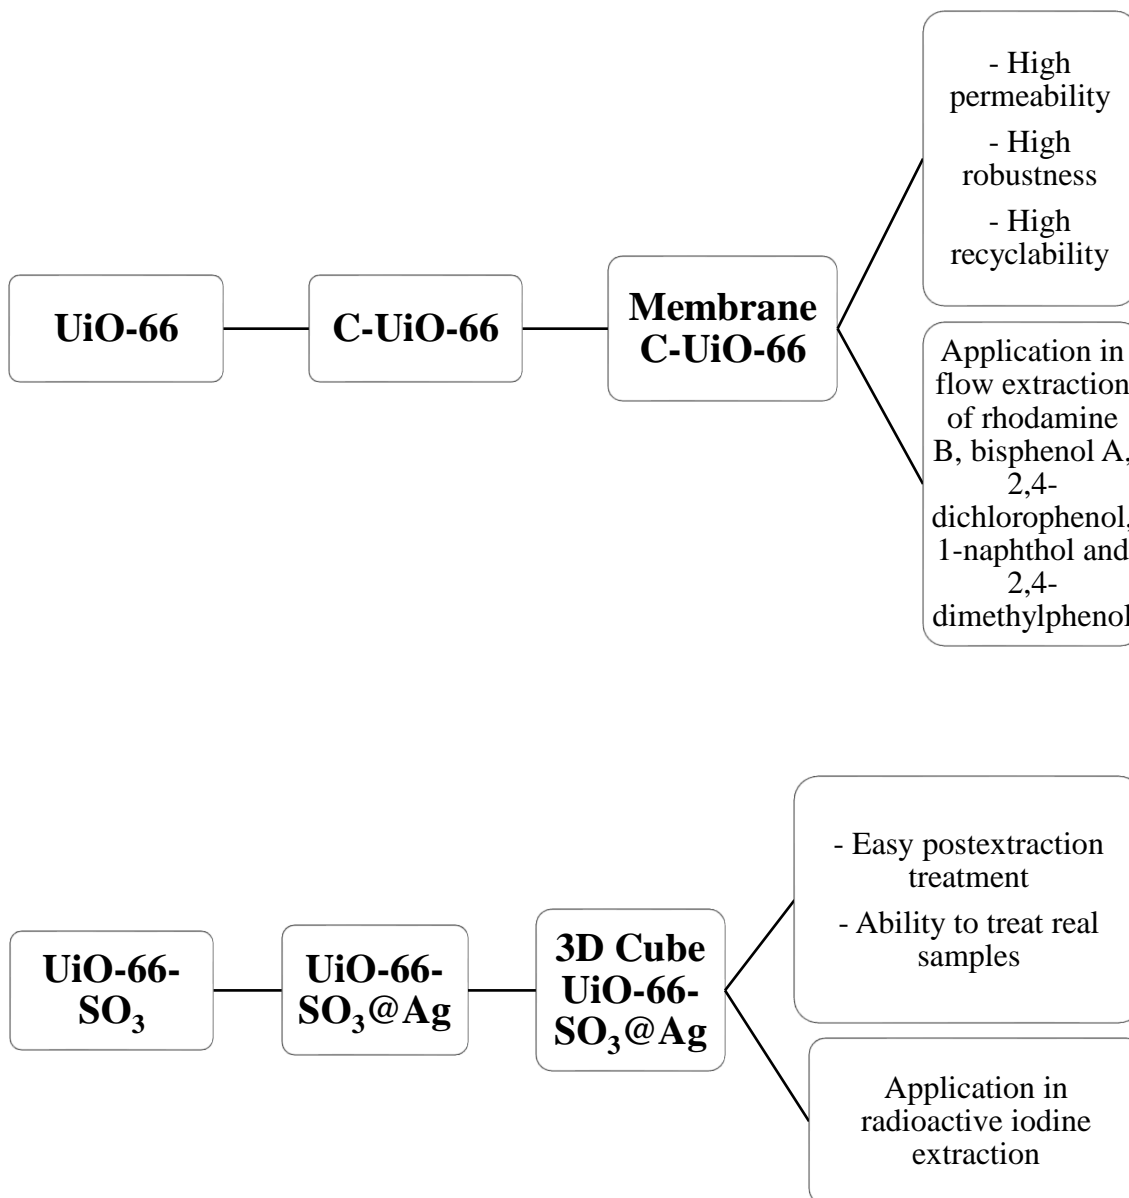 UiO-66
C-UiO-66
Membrane
C-UiO-66
- High
permeability
- High
robustness
- High
recyclability
Application in
flow extraction
of rhodamine
B, bisphenol A,
2,4-
dichlorophenol,
1-naphthol and
2,4-
dimethylphenol
UiO-66-
SO₃
UiO-66-
SO₃@Ag
3D Cube
UiO-66-
SO₃@Ag
- Easy postextraction
treatment
- Ability to treat real
samples
Application in
radioactive iodine
extraction